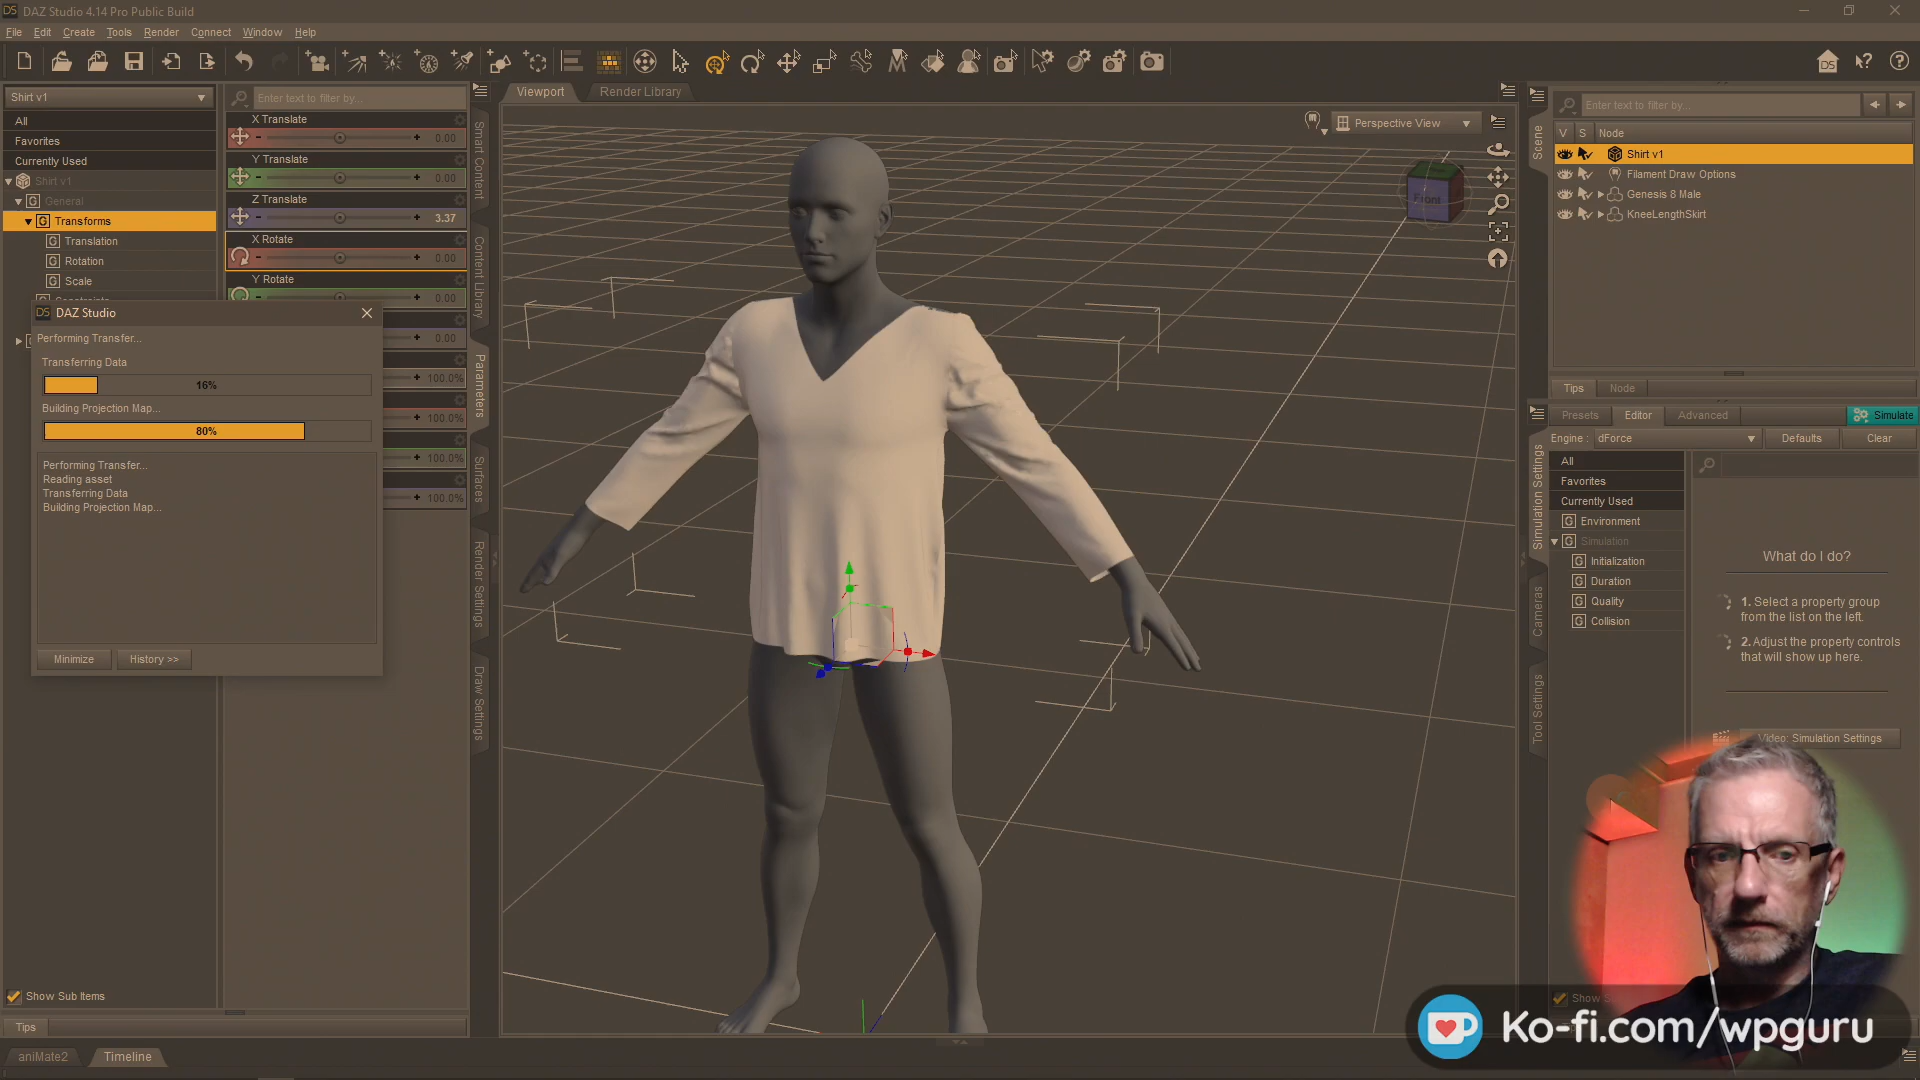 DAZ Studio 4.14 Pro Public Build
File Edit Create Tools Render Connect Window Help
Shirt v1
All
Favorites
Currently Used
Shirt v1
General
Transforms
Translation
Rotation
Scale
DAZ Studio
Performing Transfer...
Transferring Data
16%
Building Projection Map...
80%
Performing Transfer...
Reading asset
Transferring Data
Building Projection Map...
Minimize
History >>
Show Sub Items
Tips
aniMate2
Timeline
Enter text to filter by...
X Translate
0.00
Y Translate
0.00
Z Translate
3.37
X Rotate
0.00
Y Rotate
0.00
0.00
100.0%
100.0%
100.0%
100.0%
Smart Content
Content Library
Parameters
Surfaces
Render Settings
Draw Settings
Viewport
Render Library
Perspective View
Front
Scene
Enter text to filter by...
V S Node
Shirt v1
Filament Draw Options
Genesis 8 Male
KneeLengthSkirt
Tips
Node
Presets
Editor
Advanced
Simulate
Engine :
dForce
Defaults
Clear
All
Favorites
Currently Used
Environment
Simulation
Initialization
Duration
Quality
Collision
Simulation Settings
Cameras
Tool Settings
What do I do?
1. Select a property group
from the list on the left.
2. Adjust the property controls
that will show up here.
Video: Simulation Settings
Show
Ko-fi.com/wpguru